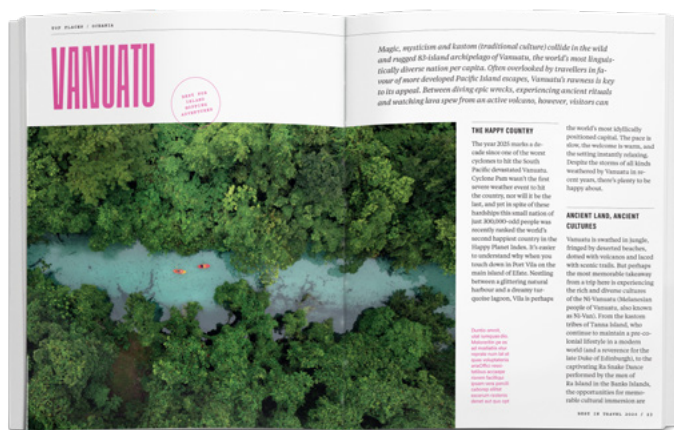 TOP PLACES / OCEANIA
VANUATU
BEST FOR
ISLAND
HOPPING
ADVENTURES
Magic, mysticism and kastom (traditional culture) collide in the wild
and rugged 83-island archipelago of Vanuatu, the world's most linguis-
tically diverse nation per capita. Often overlooked by travellers in fa-
vour of more developed Pacific Island escapes, Vanuatu's rawness is key
to its appeal. Between diving epic wrecks, experiencing ancient rituals
and watching lava spew from an active volcano, however, visitors can
THE HAPPY COUNTRY
The year 2025 marks a de-
cade since one of the worst
cyclones to hit the South
Pacific devastated Vanuatu.
Cyclone Pam wasn't the first
severe weather event to hit
the country, nor will it be the
last, and yet in spite of these
hardships this small nation of
just 300,000-odd people was
recently ranked the world's
second happiest country in the
Happy Planet Index. It's easier
to understand why when you
touch down in Port Vila on the
main island of Efate. Nestling
between a glittering natural
harbour and a dreamy tur-
quoise lagoon, Vila is perhaps
the world's most idyllically
positioned capital. The pace is
slow, the welcome is warm, and
the setting instantly relaxing.
Despite the storms of all kinds
weathered by Vanuatu in re-
cent years, there's plenty to be
happy about.
ANCIENT LAND, ANCIENT
CULTURES
Vanuatu is swathed in jungle,
fringed by deserted beaches,
dotted with volcanos and laced
with scenic trails. But perhaps
the most memorable takeaway
from a trip here is experiencing
the rich and diverse cultures
of the Ni-Vanuatu (Melanesian
people of Vanuatu, also known
as Ni-Van). From the kastom
tribes of Tanna Island, who
continue to maintain a pre-co-
lonial lifestyle in a modern
world (and a reverence for the
late Duke of Edinburgh), to the
captivating Ra Snake Dance
performed by the men of
Ra Island in the Banks Islands,
the opportunities for memo-
rable cultural immersion are
BEST IN TRAVEL